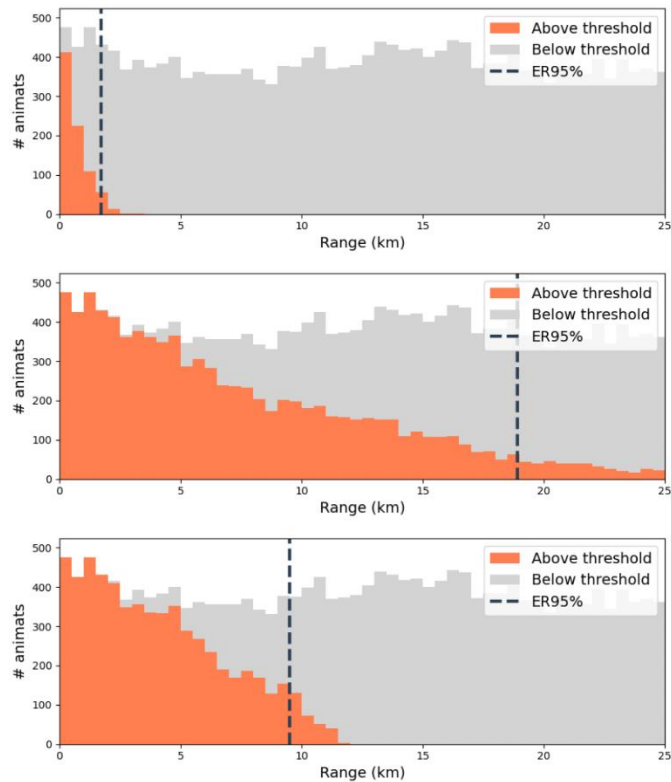 500
400
300
200
100
0
# animats
Above threshold
Below threshold
ER95%
0 5 10 15 20 25
Range (km)
500
400
300
200
100
0
# animats
Above threshold
Below threshold
ER95%
0 5 10 15 20 25
Range (km)
500
400
300
200
100
0
# animats
Above threshold
Below threshold
ER95%
0 5 10 15 20 25
Range (km)